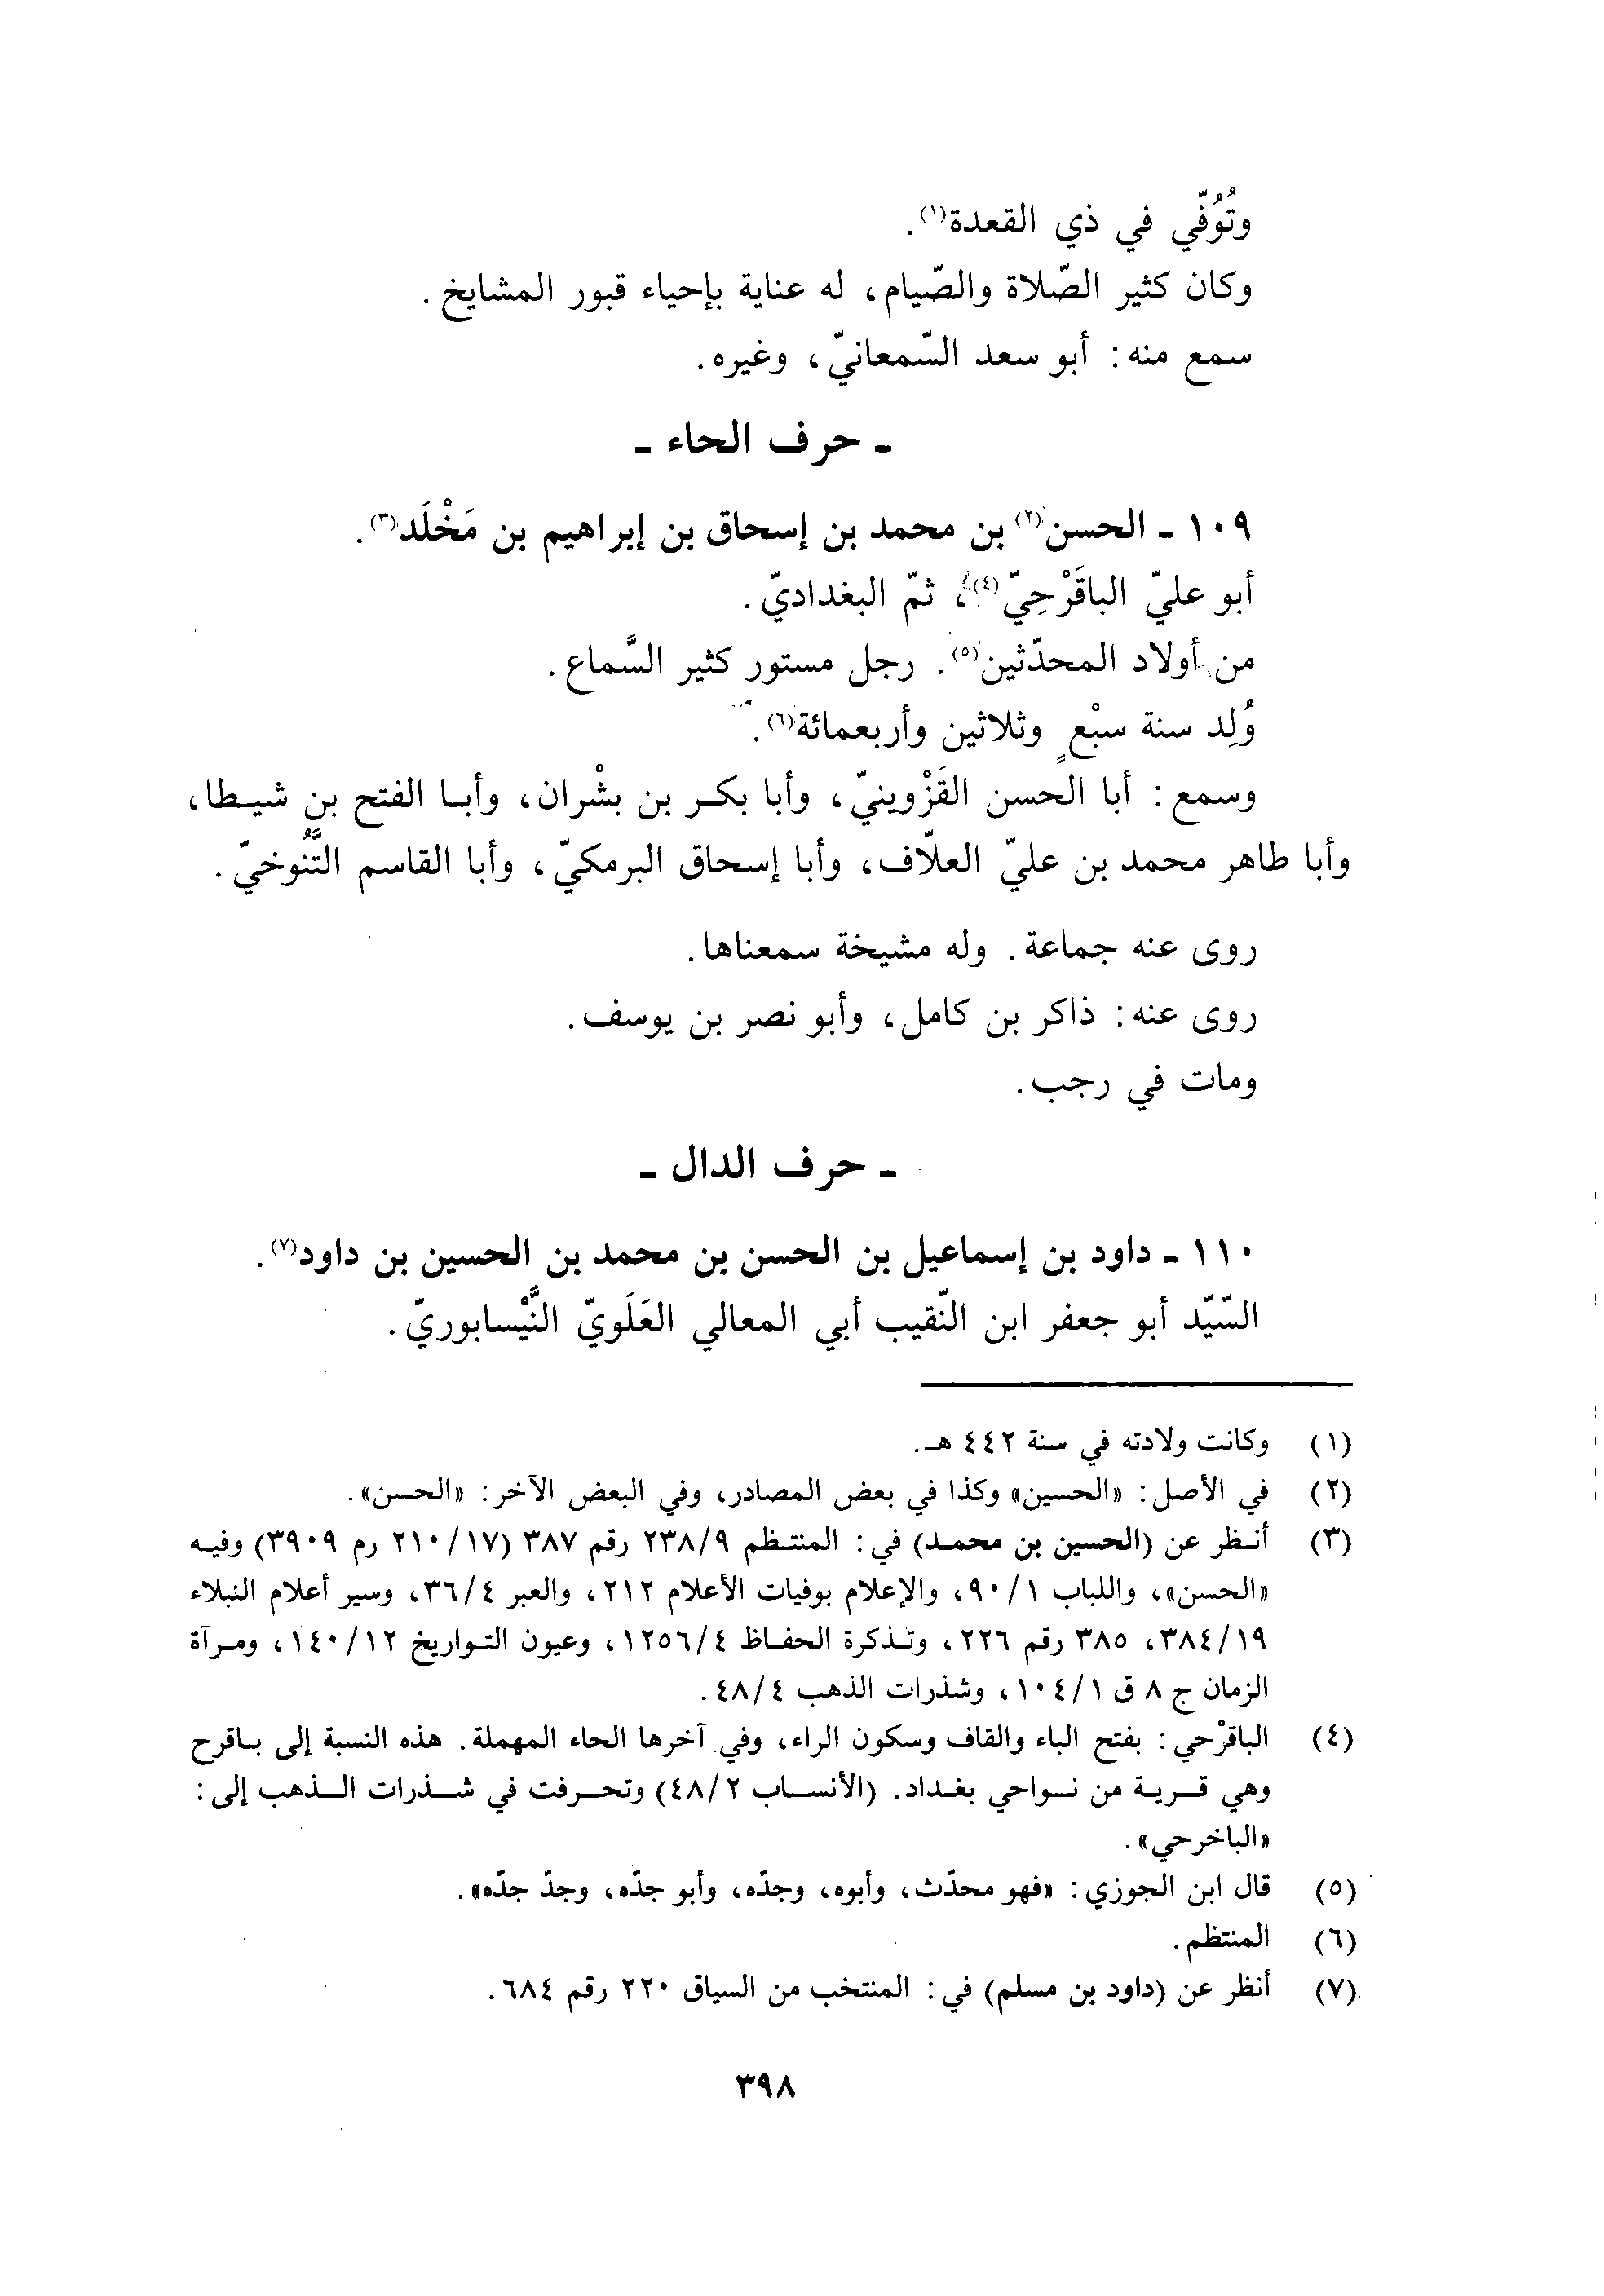 وتُوُفّي في ذي القعدة(١).
وكان كثير الصّلاة والصّيام، له عناية بإحياء قبور المشايخ.
سمع منه: أبو سعد السّمعانيّ، وغيره.
ـ حرف الحاء ـ
١٠٩ ـ الحسن(٢) بن محمد بن إسحاق بن إبراهيم بن مَخْلَد(٣).
أبو عليّ الباقَرْحِيّ(٤)، ثمّ البغداديّ.
من أولاد المحدّثين(٥). رجل مستور كثير السَّماع.
وُلِد سنة سبْعٍ وثلاثين وأربعمائة(٦).
وسمع: أبا الحسن القَزْوينيّ، وأبا بكر بن بشْران، وأبا الفتح بن شيطا،
وأبا طاهر محمد بن عليّ العلّاف، وأبا إسحاق البرمكيّ، وأبا القاسم التَّنُوخيّ.
روى عنه جماعة. وله مشيخة سمعناها.
روى عنه: ذاكر بن كامل، وأبو نصر بن يوسف.
ومات في رجب.
ـ حرف الدال ـ
١١٠ ـ داود بن إسماعيل بن الحسن بن محمد بن الحسين بن داود(٧).
السّيّد أبو جعفر ابن النّقيب أبي المعالي العَلَويّ النَّيْسابوريّ.
(١) وكانت ولادته في سنة ٤٤٢ هـ.
(٢) في الأصل: «الحسين» وكذا في بعض المصادر، وفي البعض الآخر: «الحسن».
(٣) أنظر عن (الحسين بن محمد) في: المنتظم ٢٣٨/٩ رقم ٣٨٧ (٢١٠/١٧ رم ٣٩٠٩) وفيه
«الحسن»، واللباب ٩٠/١، والإعلام بوفيات الأعلام ٢١٢، والعبر ٣٦/٤، وسير أعلام النبلاء
٣٨٤/١٩، ٣٨٥ رقم ٢٢٦، وتذكرة الحفاظ ١٢٥٦/٤، وعيون التواريخ ١٤٠/١٢، ومرآة
الزمان ج ٨ ق ١٠٤/١، وشذرات الذهب ٤٨/٤.
(٤) الباقرْحي: بفتح الباء والقاف وسكون الراء، وفي آخرها الحاء المهملة. هذه النسبة إلى باقرح
وهي قرية من نواحي بغداد. (الأنساب ٤٨/٢) وتحرفت في شذرات الذهب إلى:
«الباخرحي».
(٥) قال ابن الجوزي: «فهو محدّث، وأبوه، وجدّه، وأبو جدّه، وجدّ جدّه».
(٦) المنتظم.
(٧) أنظر عن (داود بن مسلم) في: المنتخب من السياق ٢٢٠ رقم ٦٨٤.
٣٩٨